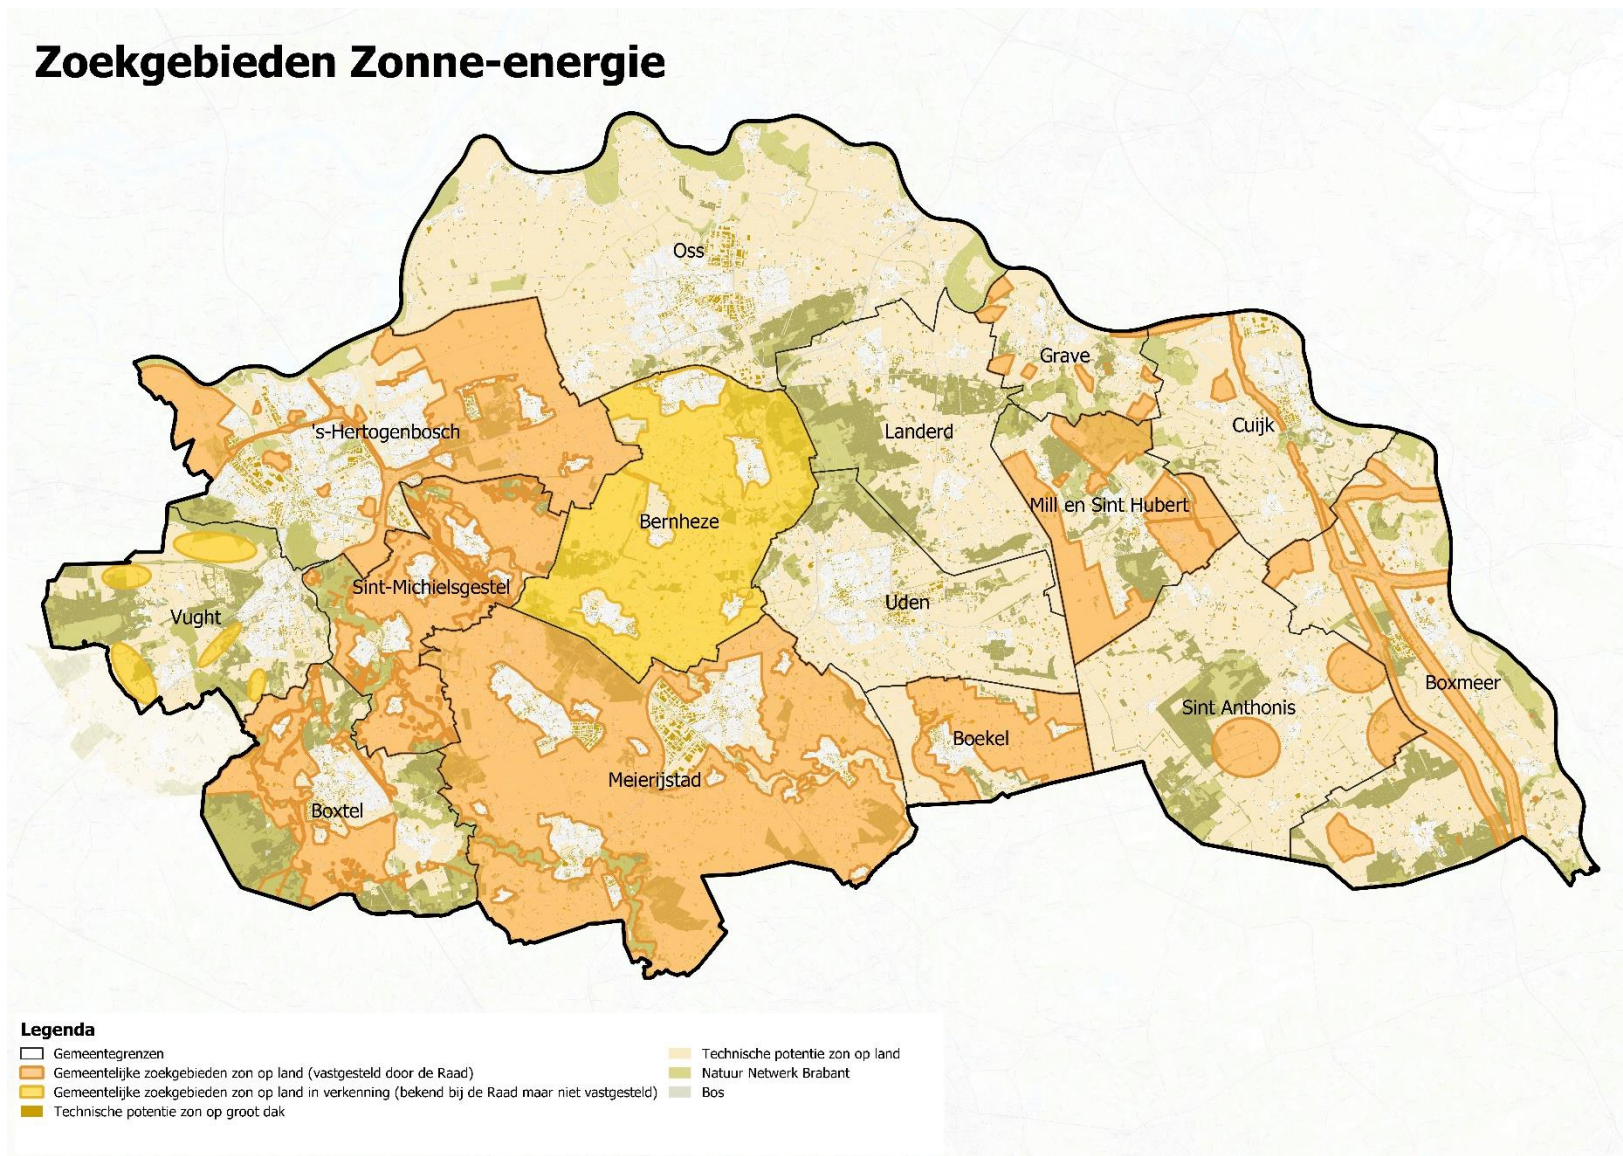 Zoekgebieden Zonne-energie
Oss
Grave
's-Hertogenbosch
Landerd
Cuijk
Bernheze
Mill en Sint Hubert
Sint-Michielsgestel
Uden
Vught
Boxmeer
Sint Anthonis
Boekel
Meierijstad
Boxtel
Legenda
Gemeentegrenzen
Gemeentelijke zoekgebieden zon op land (vastgesteld door de Raad)
Gemeentelijke zoekgebieden zon op land in verkenning (bekend bij de Raad maar niet vastgesteld)
Technische potentie zon op groot dak
Technische potentie zon op land
Natuur Netwerk Brabant
Bos